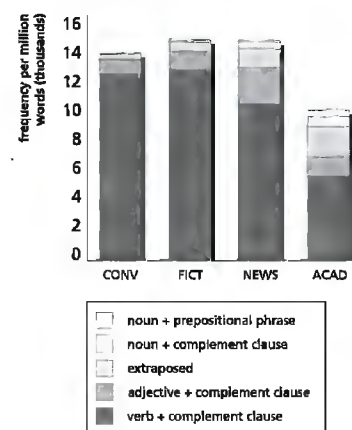 frequency per million
words (thousands)
16
14
12
10
8
6
4
2
0
CONV FICT NEWS ACAD
noun + prepositional phrase
noun + complement clause
extraposed
adjective + complement clause
verb + complement clause